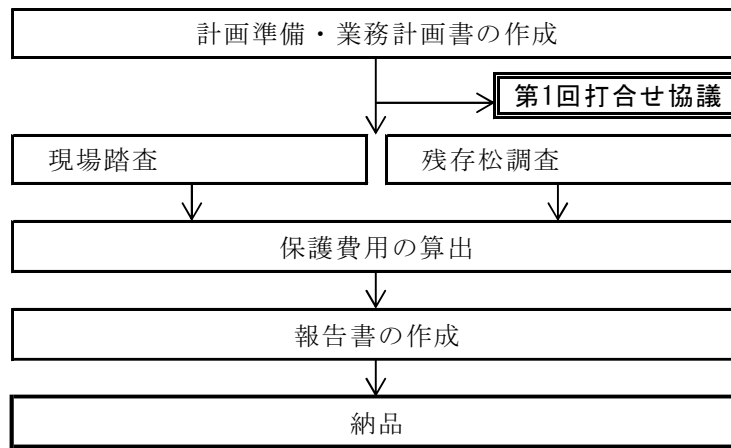 計画準備・業務計画書の作成
第1回打合せ協議
現場踏査
残存松調査
保護費用の算出
報告書の作成
納品